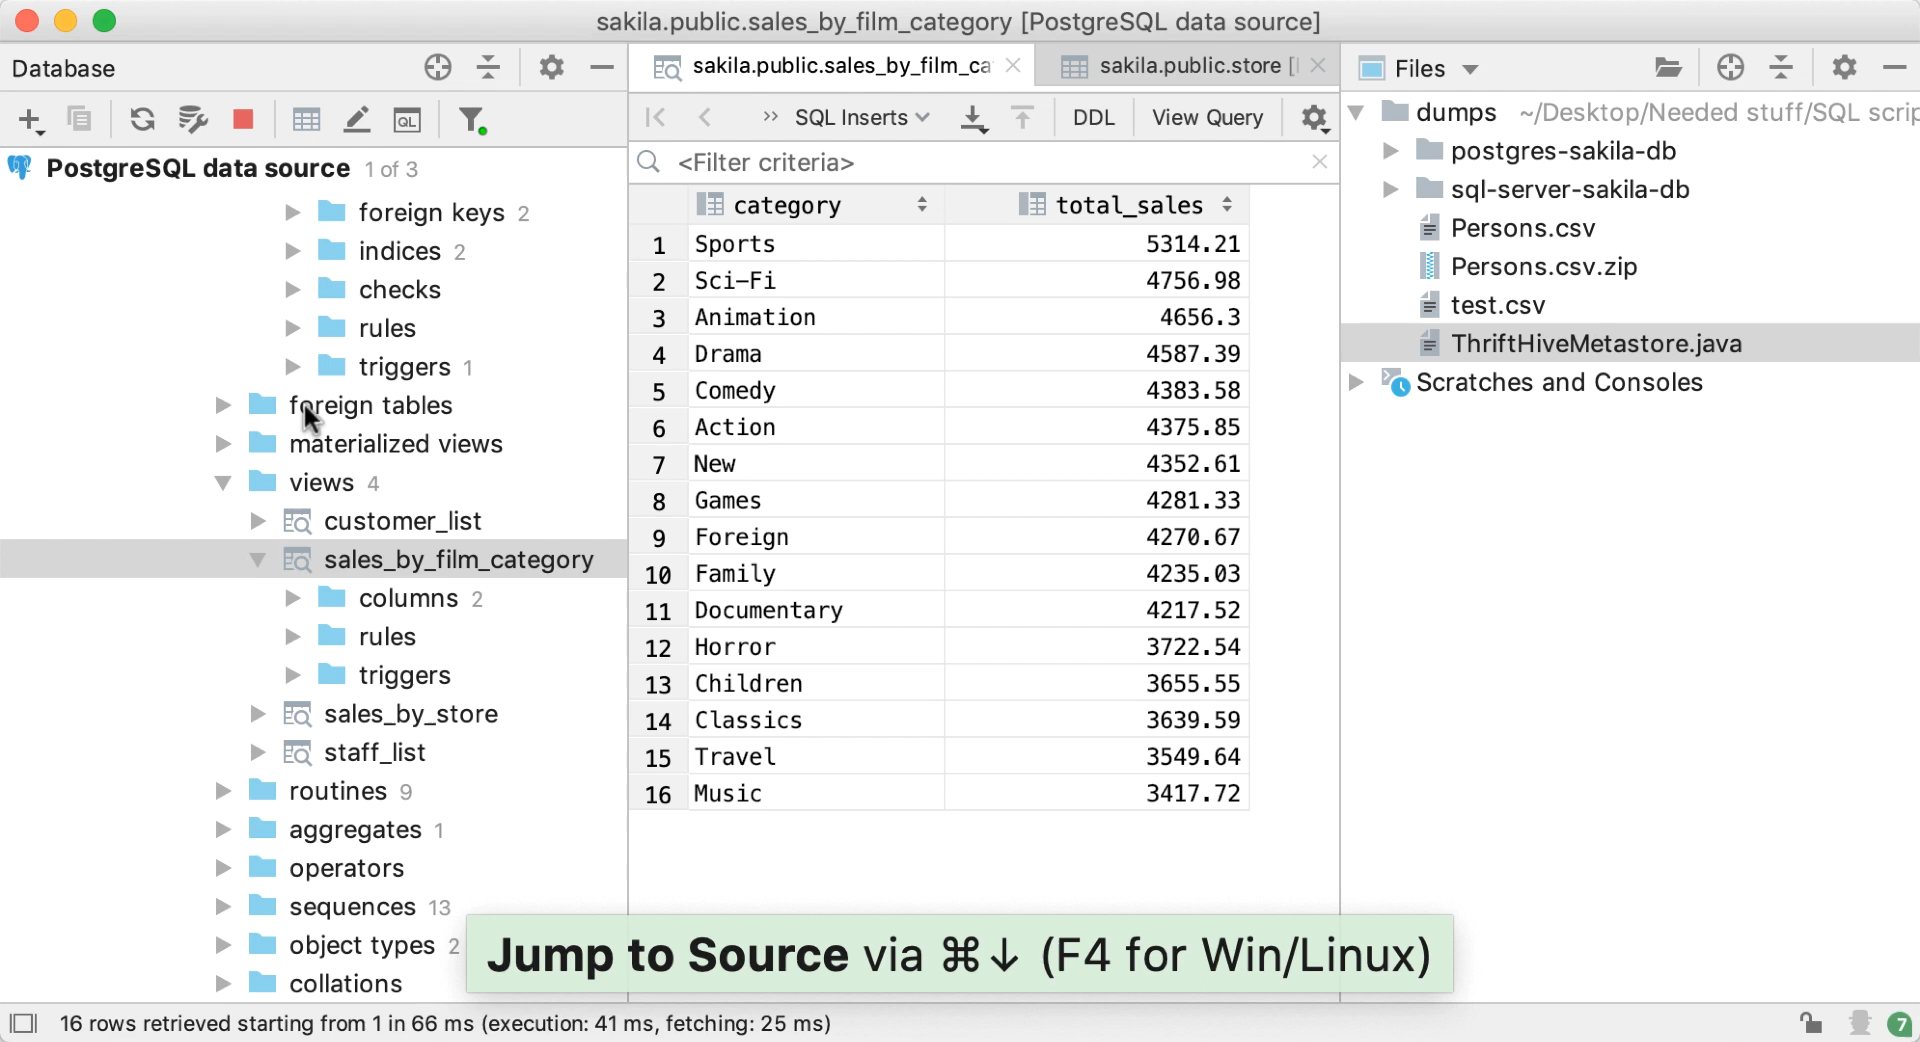 sakila.public.sales_by_film_category [PostgreSQL data source]
Database
PostgreSQL data source 1 of 3
foreign keys 2
indices 2
checks
rules
triggers 1
foreign tables
materialized views
views 4
customer_list
sales_by_film_category
columns 2
rules
triggers
sales_by_store
staff_list
routines 9
aggregates 1
operators
sequences 13
object types 2
collations
sakila.public.sales_by_film_ca
sakila.public.store [
SQL Inserts
DDL
View Query
<Filter criteria>
category total_sales
1 Sports 5314.21
2 Sci-Fi 4756.98
3 Animation 4656.3
4 Drama 4587.39
5 Comedy 4383.58
6 Action 4375.85
7 New 4352.61
8 Games 4281.33
9 Foreign 4270.67
10 Family 4235.03
11 Documentary 4217.52
12 Horror 3722.54
13 Children 3655.55
14 Classics 3639.59
15 Travel 3549.64
16 Music 3417.72
Files
dumps ~/Desktop/Needed stuff/SQL scrip
postgres-sakila-db
sql-server-sakila-db
Persons.csv
Persons.csv.zip
test.csv
ThriftHiveMetastore.java
Scratches and Consoles
Jump to Source via ⌘↓ (F4 for Win/Linux)
16 rows retrieved starting from 1 in 66 ms (execution: 41 ms, fetching: 25 ms)
7